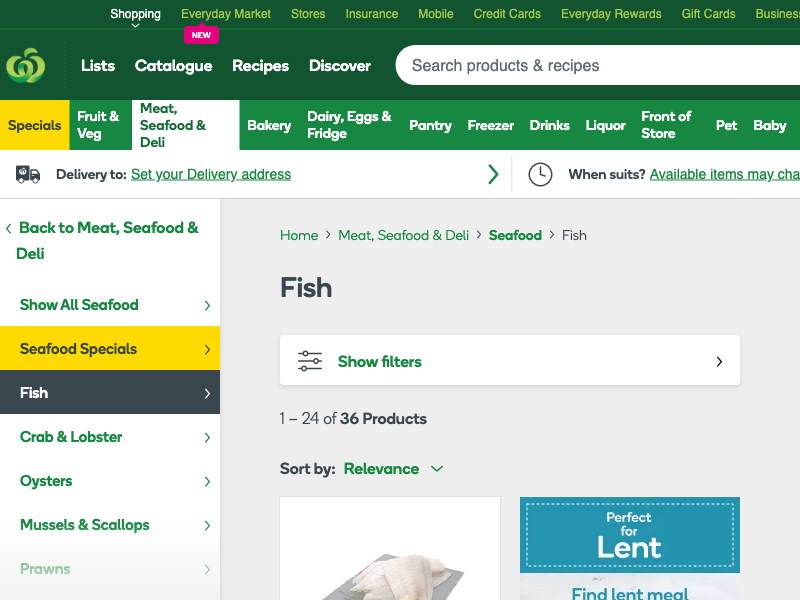 Shopping
Everyday Market
Stores
Insurance
Mobile
Credit Cards
Everyday Rewards
Gift Cards
Business
NEW
Lists
Catalogue
Recipes
Discover
Search products & recipes
Specials
Fruit &
Veg
Meat,
Seafood &
Deli
Bakery
Dairy, Eggs &
Fridge
Pantry
Freezer
Drinks
Liquor
Front of
Store
Pet
Baby
Delivery to: Set your Delivery address
When suits? Available items may cha
Back to Meat, Seafood &
Deli
Show All Seafood
Seafood Specials
Fish
Crab & Lobster
Oysters
Mussels & Scallops
Prawns
Home > Meat, Seafood & Deli > Seafood > Fish
Fish
Show filters
1 – 24 of 36 Products
Sort by: Relevance
Perfect
for
Lent
Find lent meal